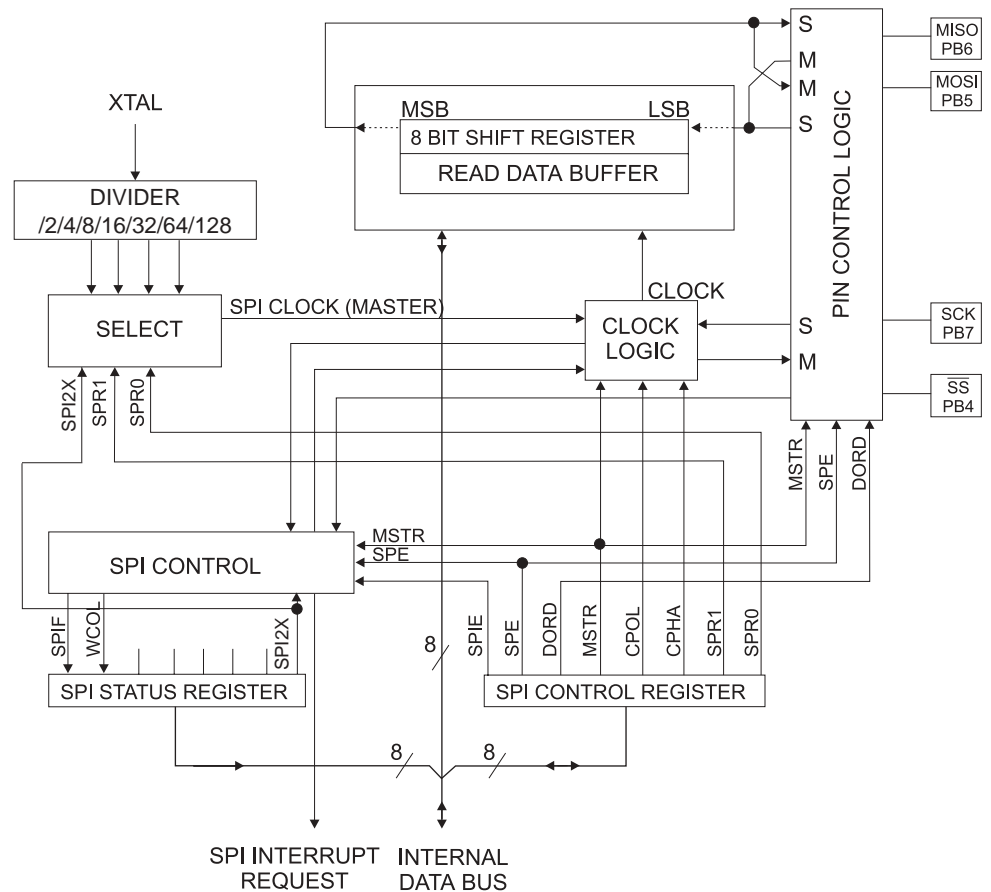 S
MISO
PB6
M
MOSI
PB5
M
S
XTAL
MSB
LSB
8 BIT SHIFT REGISTER
READ DATA BUFFER
DIVIDER
/2/4/8/16/32/64/128
PIN CONTROL LOGIC
SPI CLOCK (MASTER)
CLOCK
SELECT
CLOCK
LOGIC
S
M
SCK
PB7
SS
PB4
SPI2X
SPR1
SPR0
MSTR
SPE
DORD
MSTR
SPE
SPI CONTROL
SPIF
WCOL
SPI2X
8
SPIE
SPE
DORD
MSTR
CPOL
CPHA
SPR1
SPR0
SPI STATUS REGISTER
SPI CONTROL REGISTER
8
8
SPI INTERRUPT
REQUEST
INTERNAL
DATA BUS